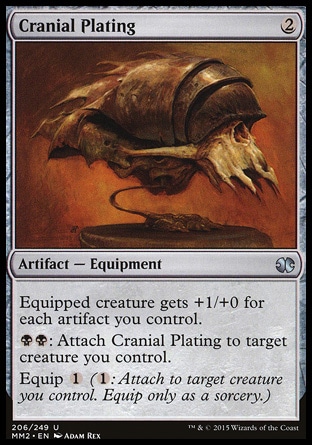 Cranial Plating 2
Artifact — Equipment
Equipped creature gets +1/+0 for
each artifact you control.
: Attach Cranial Plating to target
creature you control.
Equip 1 (1: Attach to target creature
you control. Equip only as a sorcery.)
206/249 U
MM2 • EN Adam Rex ™ & © 2015 Wizards of the Coast